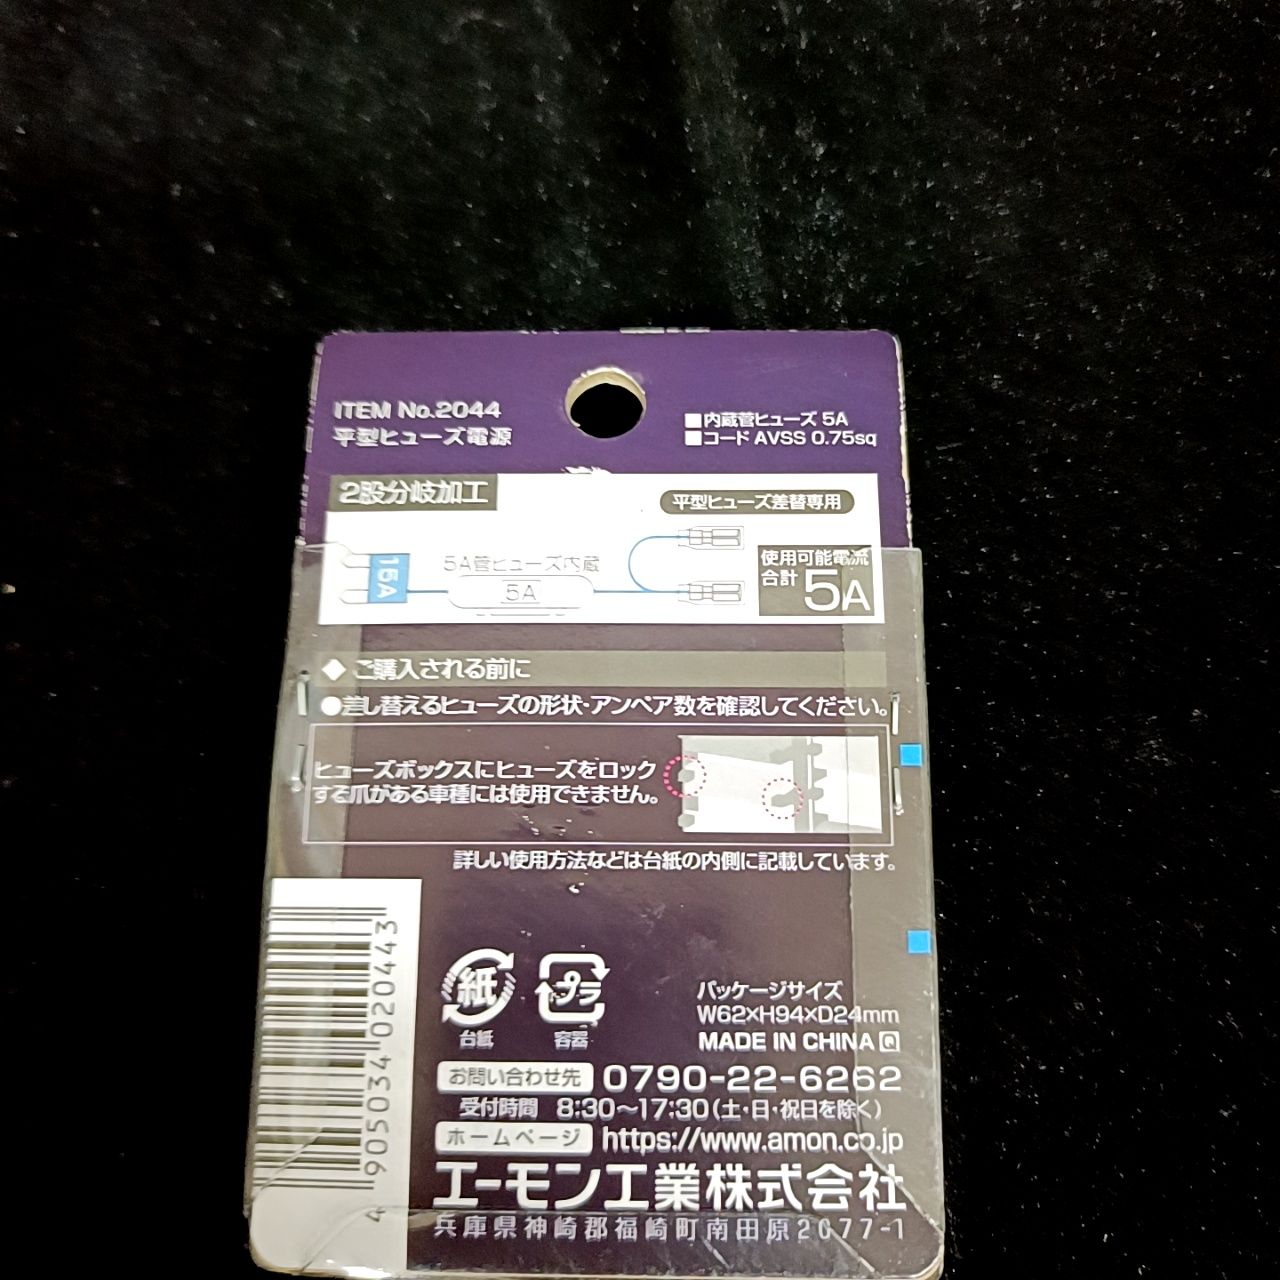 ITEM No.2044
平型ヒューズ電源
■内蔵管ヒューズ 5A
■コード AVSS 0.75sq
2股分岐加工
平型ヒューズ差替専用
15A
5A管ヒューズ内蔵
5A
使用可能電流
合計 5A
◆ ご購入される前に
●差し替えるヒューズの形状・アンペア数を確認してください。
ヒューズボックスにヒューズをロック
する爪がある車種には使用できません。
詳しい使用方法などは台紙の内側に記載しています。
紙
台紙
プラ
容器
パッケージサイズ
W62×H94×D24mm
MADE IN CHINA Q
お問い合わせ先 0790-22-6262
受付時間 8:30〜17:30(土・日・祝日を除く)
ホームページ https://www.amon.co.jp
エーモン工業株式会社
兵庫県神崎郡福崎町南田原2077-1
4 905034 020443